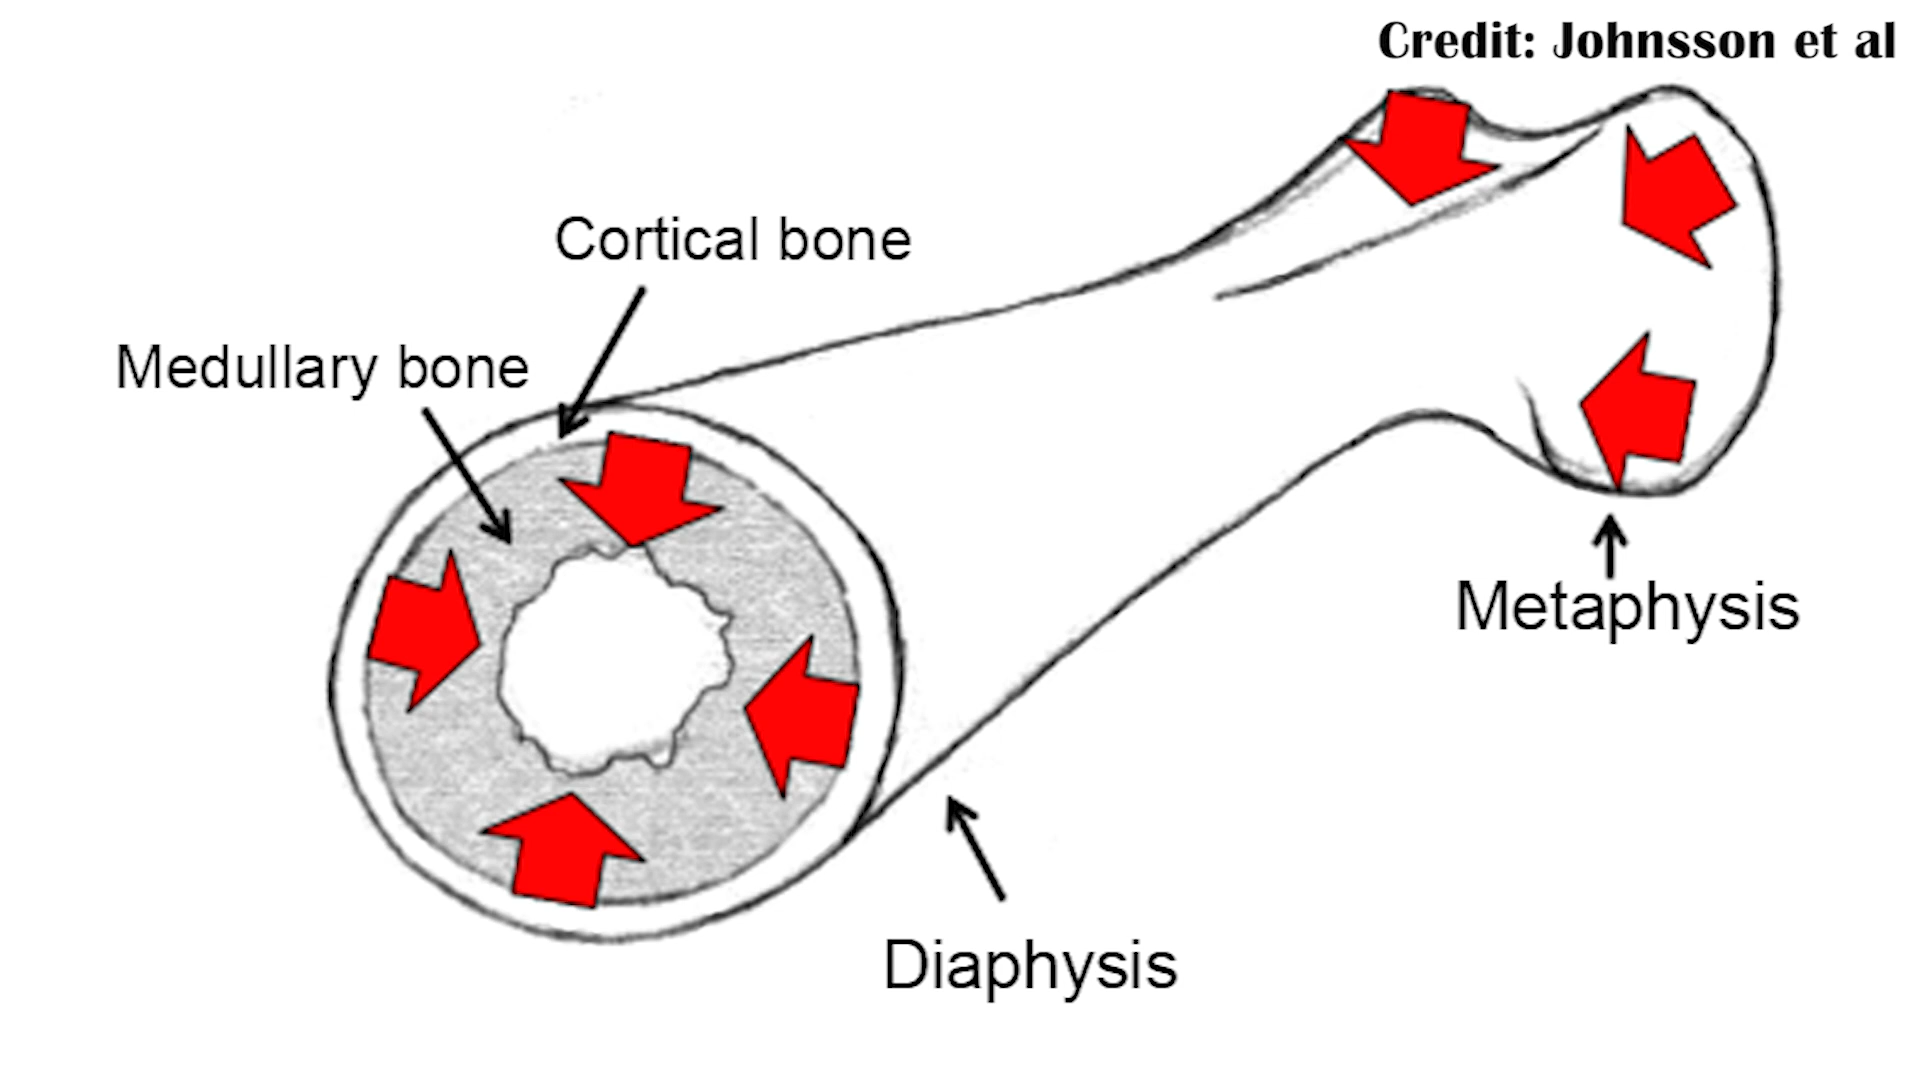 Credit: Johnsson et al
Cortical bone
Medullary bone
Metaphysis
Diaphysis